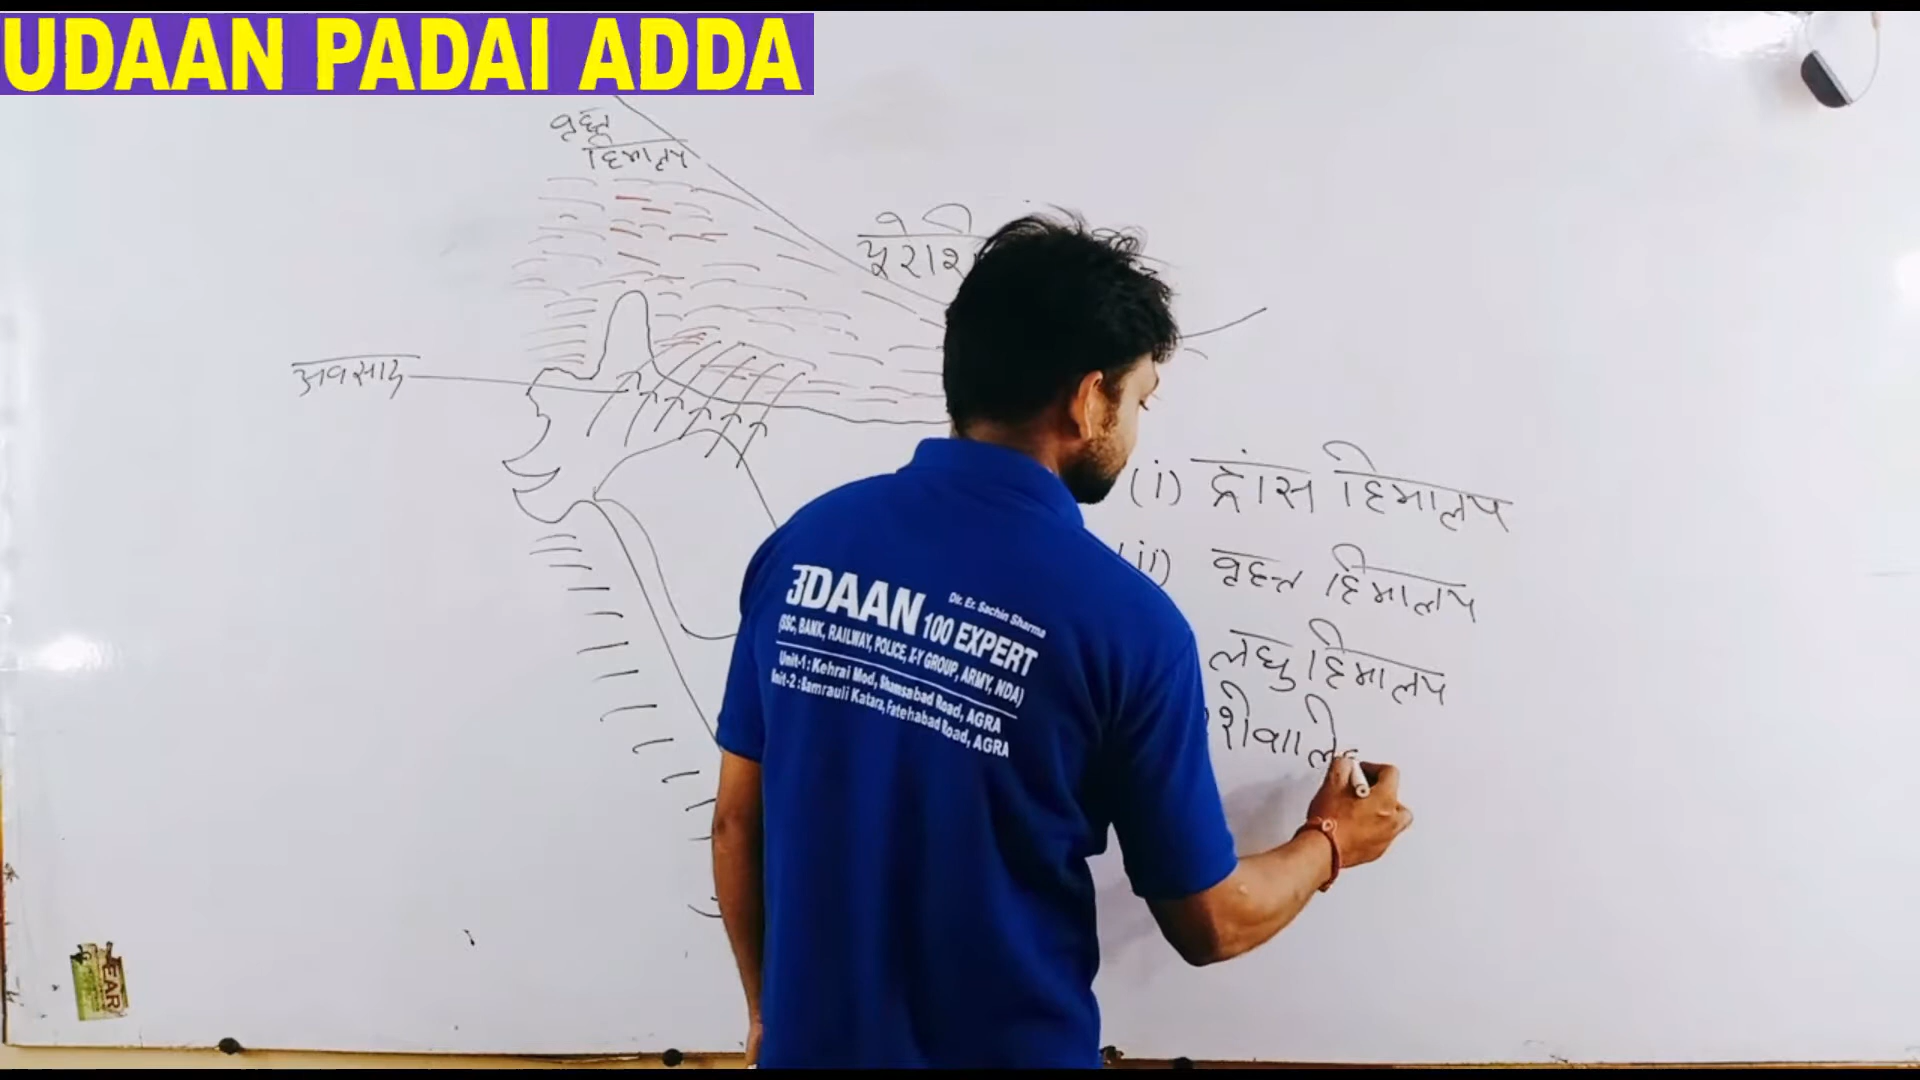 UDAAN PADAI ADDA
वृहत्
हिमालय
यूरेशि
अवसाद
(i) ट्रांस हिमालय
ii) वृहत्त हिमालय
लघु हिमालय
शिवालि
UDAAN 100 EXPERT
Dir. Er. Sachin Sharma
(SSC, BANK, RAILWAY, POLICE, X-Y GROUP, ARMY, NDA)
Unit-1 : Kehrai Mod, Shamsabad Road, AGRA
Unit-2 : Bamrauli Katara, Fatehabad Road, AGRA